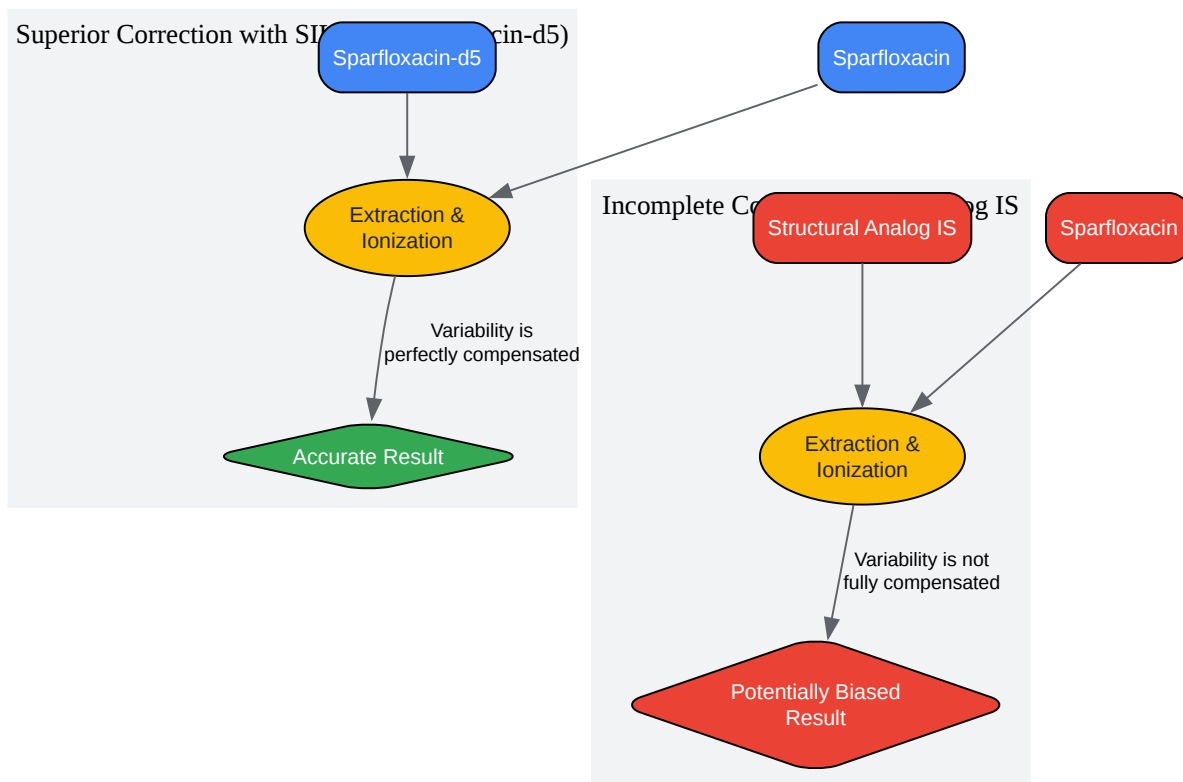 Superior Correction with SI cin-d5)
Sparfloxacin-d5
Sparfloxacin
Extraction &
Ionization
Variability is
perfectly compensated
Accurate Result
Incomplete Co og IS
Structural Analog IS
Sparfloxacin
Extraction &
Ionization
Variability is not
fully compensated
Potentially Biased
Result